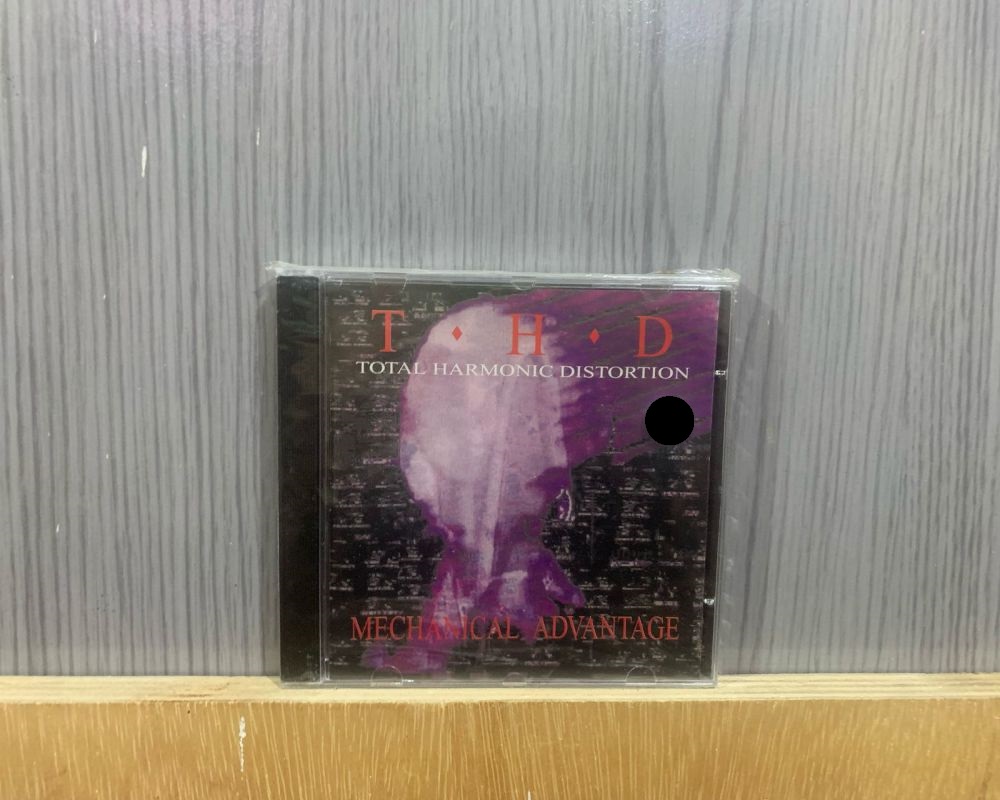 T ♦ H ♦ D
TOTAL HARMONIC DISTORTION
MECHANICAL ADVANTAGE